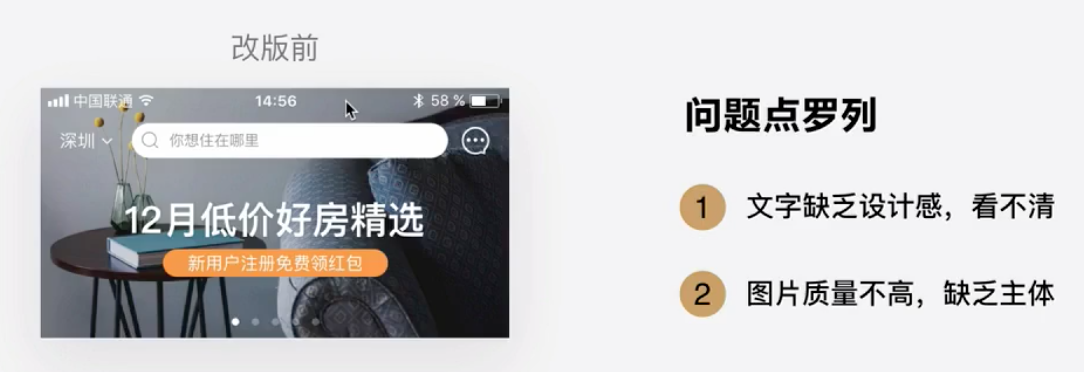 改版前
中国联通 14:56 58 %
深圳 你想住在哪里
12月低价好房精选
新用户注册免费领红包
问题点罗列
1 文字缺乏设计感，看不清
2 图片质量不高，缺乏主体